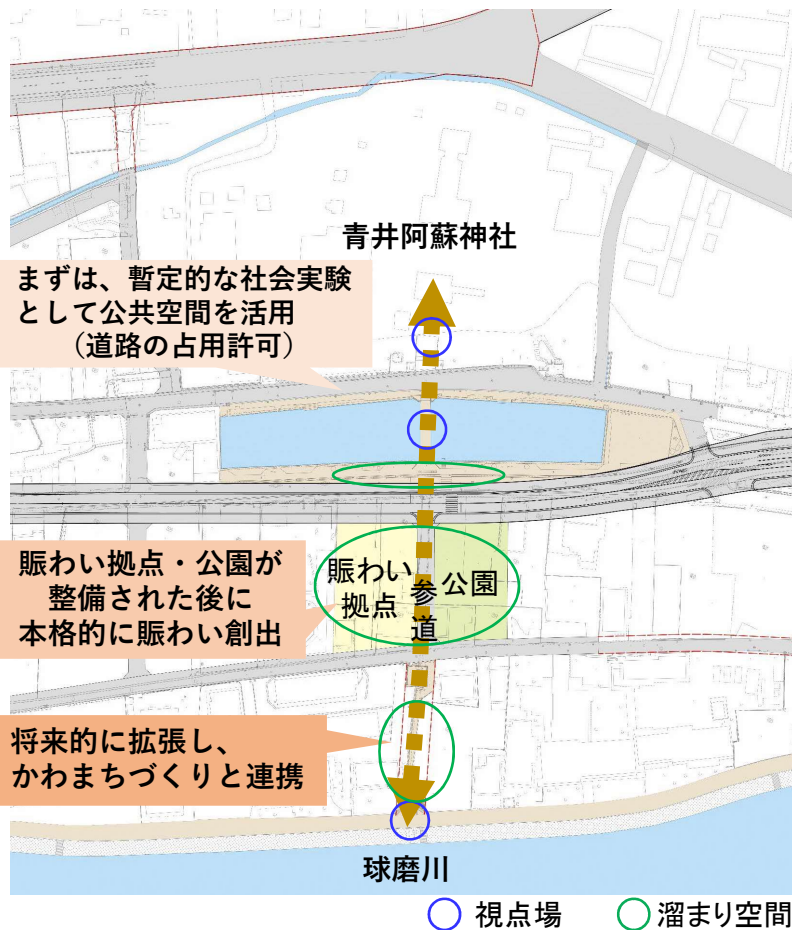 青井阿蘇神社
まずは、暫定的な社会実験
として公共空間を活用
（道路の占用許可）
賑わい拠点・公園が
整備された後に
本格的に賑わい創出
賑わい
拠点
参道
公園
将来的に拡張し、
かわまちづくりと連携
球磨川
視点場
溜まり空間